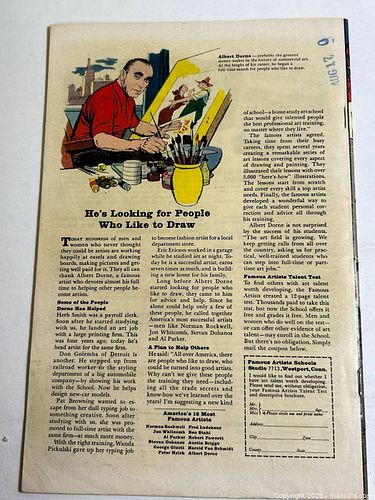 Albert Dorne — probably the greatest
money-maker in the history of commercial art.
At the height of his career, he began a
full time search for people who like to draw.
AUG 12
He's Looking for People
Who Like to Draw
TODAY HUNDREDS of men and
women who never thought
they could be artists are working
happily at easels and drawing
boards, making pictures and get-
ting well paid for it. They all can
thank Albert Dorne, a famous
artist who devotes almost his full
time to helping other people be-
come artists.
Some of the People
Dorne Has Helped
Herb Smith was a payroll clerk.
Soon after he started studying
with us, he landed an art job
with a large printing firm. This
was four years ago; today he's
head artist for the same firm.
Don Golemba of Detroit is
another. He stepped up from
railroad work to the styling
department of a big automobile
company—by showing his work
with the School. Now he helps
design new-car models.
Pat Browning wanted to es-
cape from her dull typing job to
something creative. Soon after
studying with us, she was pro-
moted to full-time artist with the
same firm—at much more money.
With the right training, Wanda
Pickulski gave up her typing job
to become fashion artist for a local
department store.
Eric Ericson worked in a garage
while he studied art at night. To-
day he is a successful artist, earns
seven times as much, and is build-
ing a new home for his family.
Long before Albert Dorne
started looking for people who
like to draw, they came to him
for advice and help. Since he
alone could help only a few of
these people, he called together
America's most successful artists
—men like Norman Rockwell,
Jon Whitcomb, Stevan Dohanos
and Al Parker.
A Plan to Help Others
He said: "All over America, there
are people who like to draw, who
could be turned into good artists.
Why can't we give these people
the training they need—includ-
ing all the trade secrets and
know-how we've learned over the
years? I'm suggesting a new kind
America's 12 Most
Famous Artists
Norman Rockwell
Jon Whitcomb
Al Parker
Stevan Dohanos
George Giusti
Peter Helck
Fred Ludekens
Ben Stahl
Robert Fawcett
Austin Briggs
Harold Von Schmidt
Albert Dorne
of school—a home study art school
that would give talented people
the best professional art training,
no matter where they live."
The famous artists agreed.
Taking time from their busy
careers, they spent several years
creating a remarkable series of
art lessons covering every aspect
of drawing and painting. They
illustrated their lessons with over
5,000 "here's-how" illustrations.
The lessons start from scratch
and cover every skill a top artist
needs. Finally, the famous artists
developed a wonderful way to
give each student personal cor-
rection and advice all through
his training.
Albert Dorne is not surprised
by the success of his students.
"The art field is growing. We
keep getting calls from all over
the country, asking us for prac-
tical, well-trained students who
can step into full-time or part-
time art jobs."
Famous Artists Talent Test
To find others with art talent
worth developing, the Famous
Artists created a 12-page talent
test. Thousands paid to take this
test, but now the School offers it
free and grades it free. Men and
women who do well on the test—
or can offer other evidence of art
talent—may enroll in the School.
But there's no obligation. Simply
mail the coupon below.
Famous Artists Schools
Studio 7713, Westport, Conn.
I would like to find out whether I
have art talent worth developing.
Please send me, without obligation,
your Famous Artists Talent Test
and descriptive brochure.
Mr.
Mrs. Age
Miss Please circle one and print name
Address
City Zone
County State